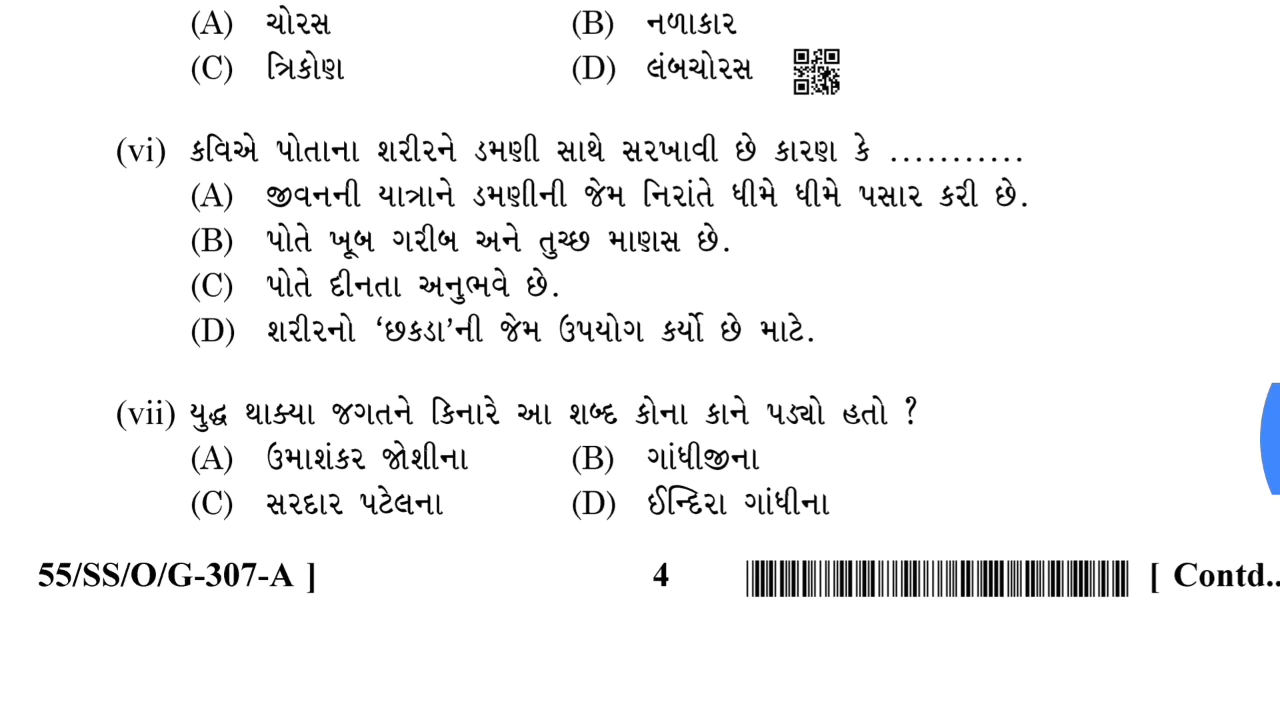 (A) ચોરસ (B) નળાકાર
(C) ત્રિકોણ (D) લંબચોરસ
(vi) કવિએ પોતાના શરીરને ડમણી સાથે સરખાવી છે કારણ કે ...........
(A) જીવનની યાત્રાને ડમણીની જેમ નિરાંતે ધીમે ધીમે પસાર કરી છે.
(B) પોતે ખૂબ ગરીબ અને તુચ્છ માણસ છે.
(C) પોતે દીનતા અનુભવે છે.
(D) શરીરનો ‘છકડા’ની જેમ ઉપયોગ કર્યો છે માટે.
(vii) યુદ્ધ થાક્યા જગતને કિનારે આ શબ્દ કોના કાને પડ્યો હતો ?
(A) ઉમાશંકર જોશીના (B) ગાંધીજીના
(C) સરદાર પટેલના (D) ઈન્દિરા ગાંધીના
55/SS/O/G-307-A ] 4 [ Contd..